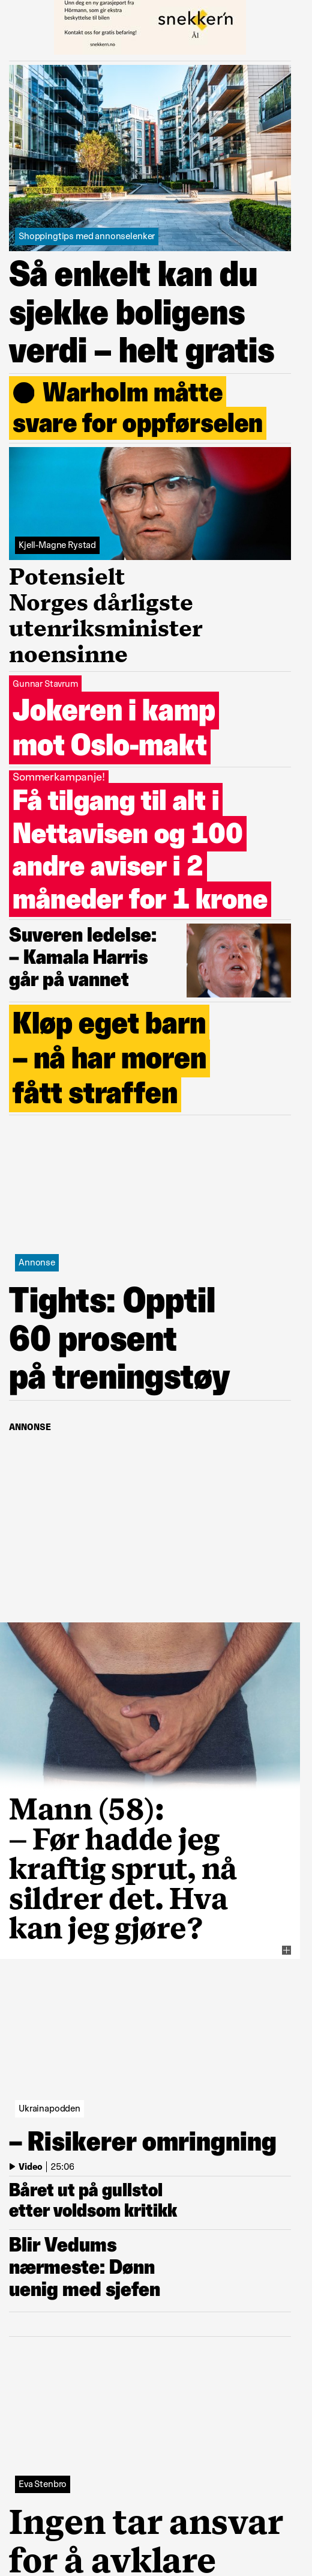 Unn deg en ny garasjeport fra
Hörmann, som gir ekstra
beskyttelse til bilen
Kontakt oss for gratis befaring!
snekkern.no
snekker'n
Ål
Shoppingtips med annonselenker
Så enkelt kan du
sjekke boligens
verdi – helt gratis
Warholm måtte
svare for oppførselen
Kjell-Magne Rystad
Potensielt
Norges dårligste
utenriksminister
noensinne
Gunnar Stavrum
Jokeren i kamp
mot Oslo-makt
Sommerkampanje!
Få tilgang til alt i
Nettavisen og 100
andre aviser i 2
måneder for 1 krone
Suveren ledelse:
– Kamala Harris
går på vannet
Kløp eget barn
– nå har moren
fått straffen
Annonse
Tights: Opptil
60 prosent
på treningstøy
ANNONSE
Mann (58):
– Før hadde jeg
kraftig sprut, nå
sildrer det. Hva
kan jeg gjøre?
Ukrainapodden
– Risikerer omringning
Video | 25:06
Båret ut på gullstol
etter voldsom kritikk
Blir Vedums
nærmeste: Dønn
uenig med sjefen
Eva Stenbro
Ingen tar ansvar
for å avklare